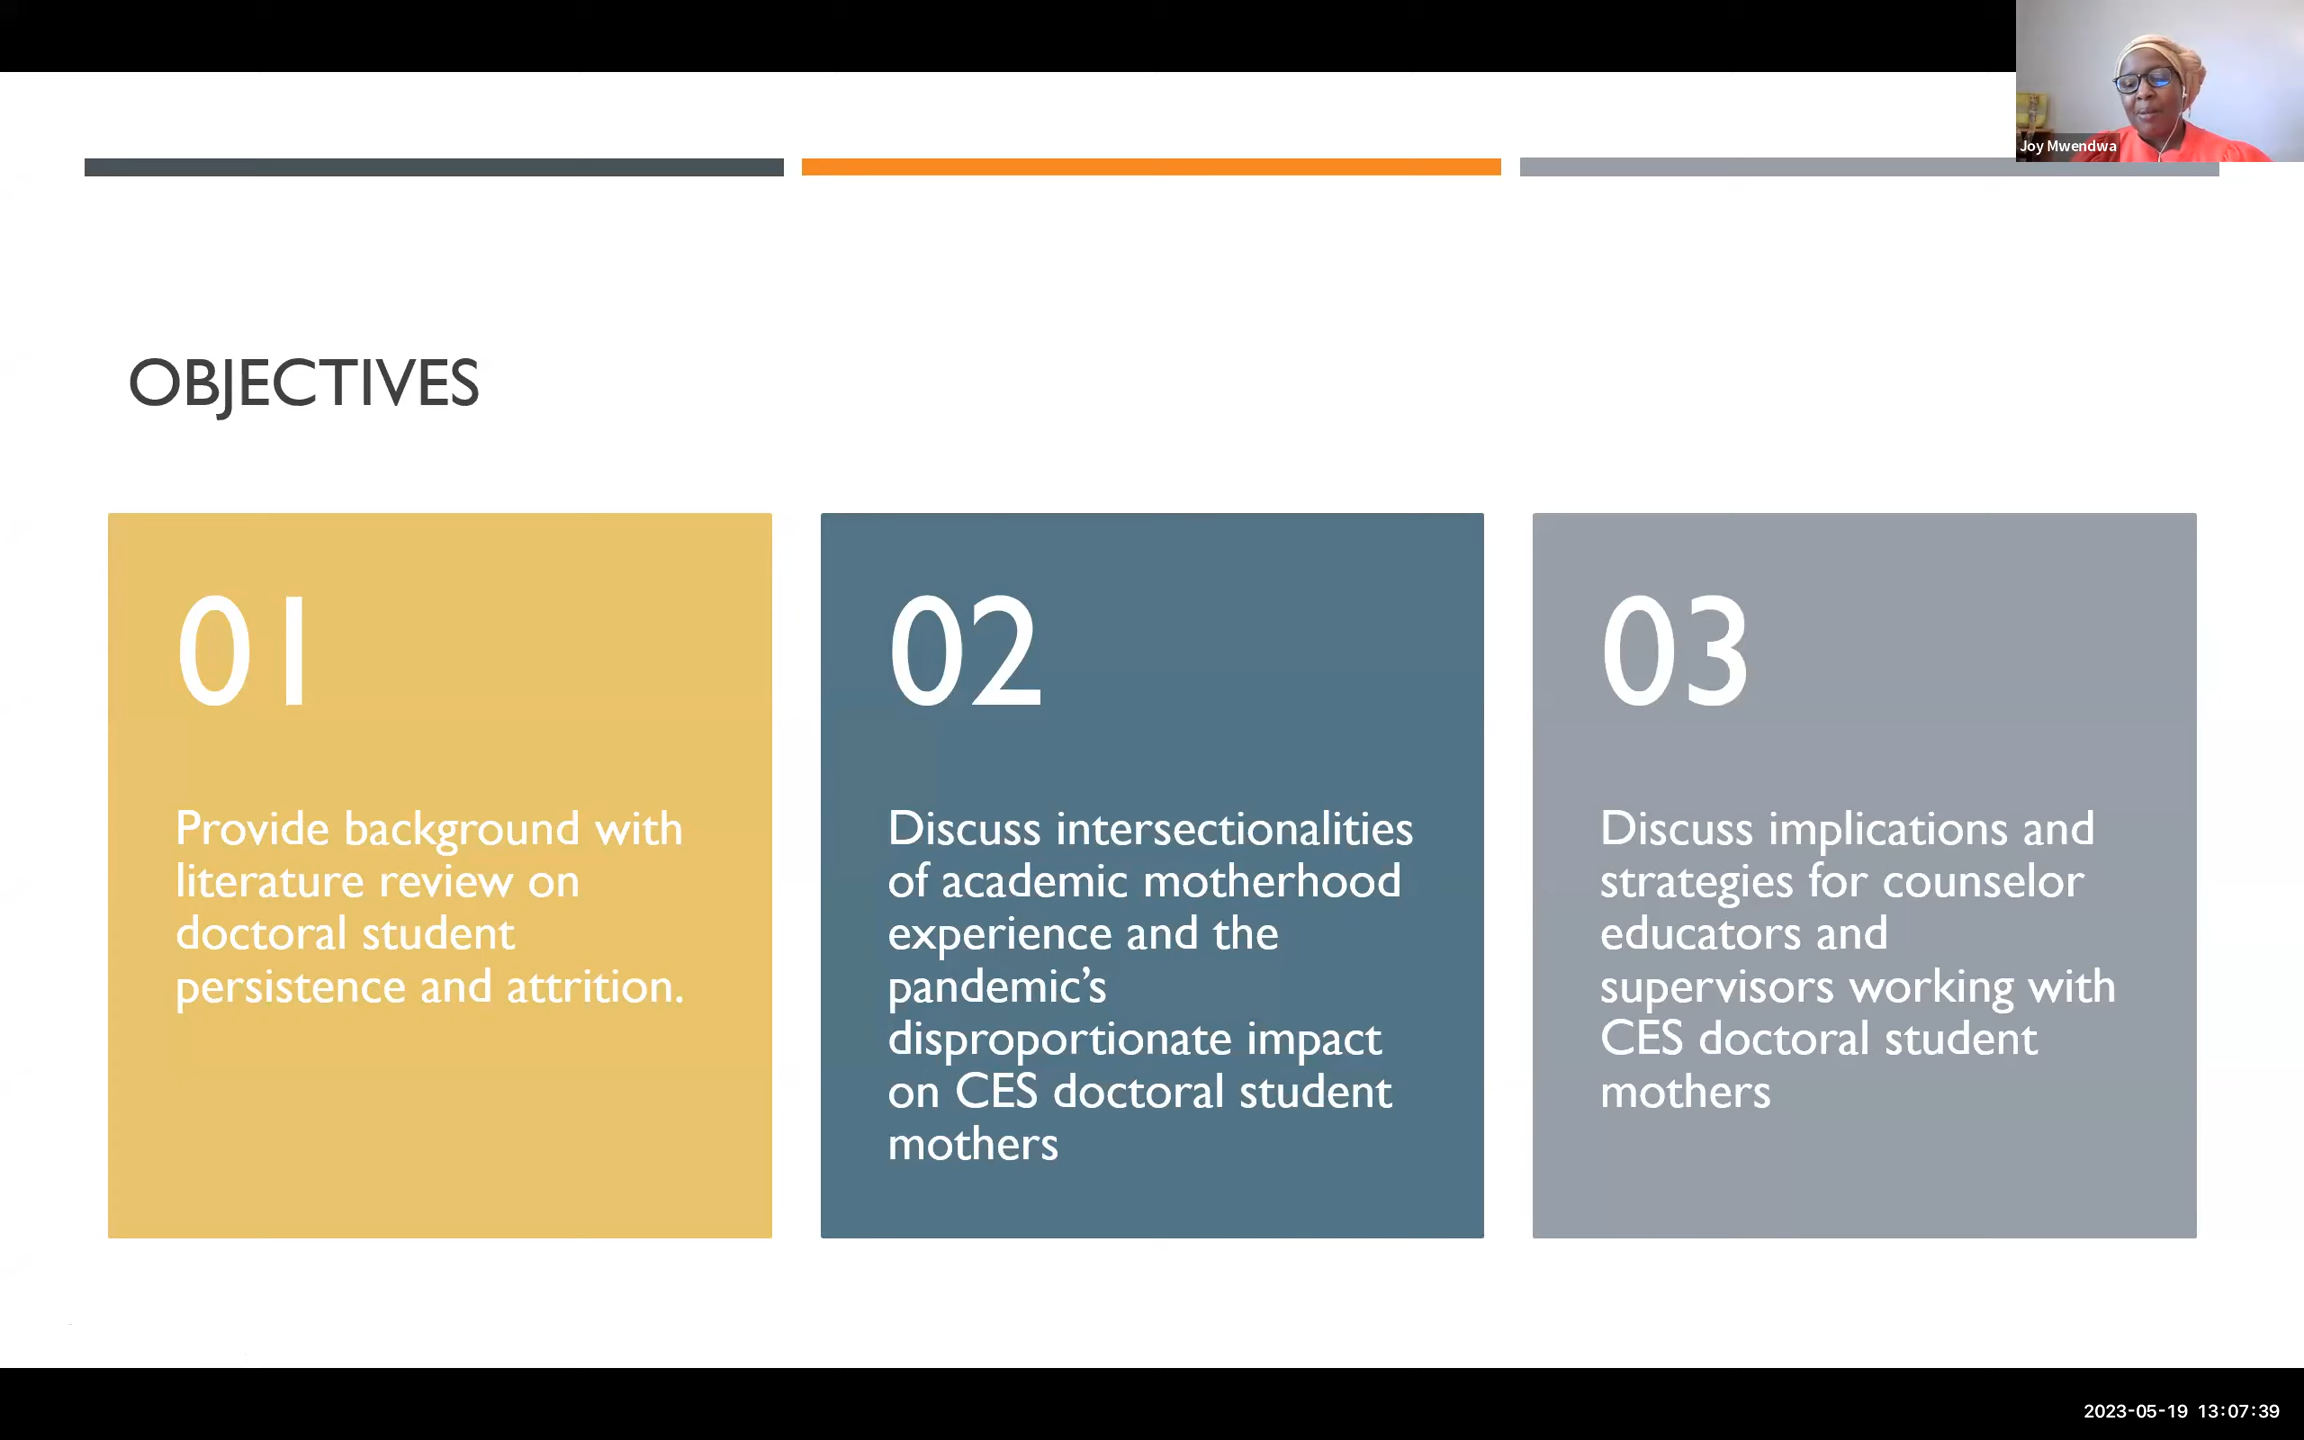 Joy Mwendwa
OBJECTIVES
01
Provide background with
literature review on
doctoral student
persistence and attrition.
02
Discuss intersectionalities
of academic motherhood
experience and the
pandemic’s
disproportionate impact
on CES doctoral student
mothers
03
Discuss implications and
strategies for counselor
educators and
supervisors working with
CES doctoral student
mothers
2023-05-19 13:07:39